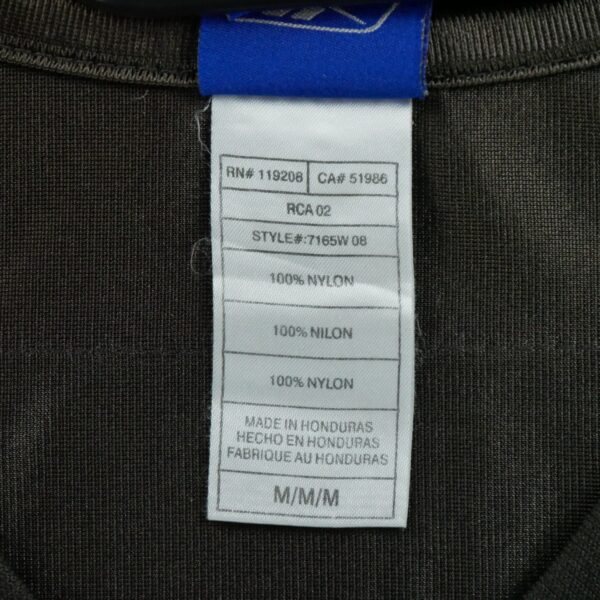 RN# 119208 CA# 51986
RCA 02
STYLE#:7165W 08
100% NYLON
100% NILON
100% NYLON
MADE IN HONDURAS
HECHO EN HONDURAS
FABRIQUE AU HONDURAS
M/M/M